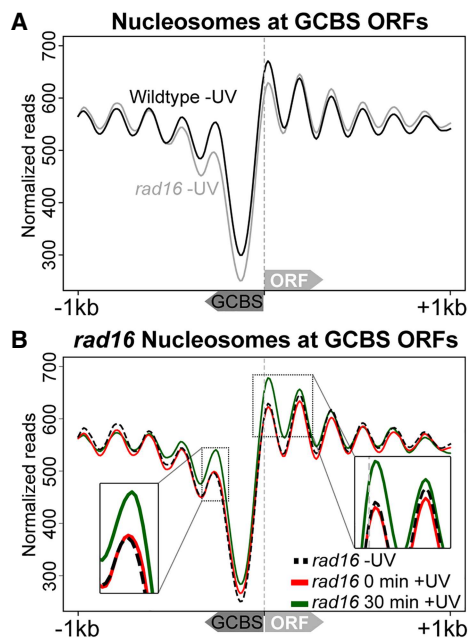 A
Nucleosomes at GCBS ORFs
Normalized reads
700
600
500
400
300
Wildtype -UV
rad16 -UV
ORF
GCBS
-1kb
+1kb
B
rad16 Nucleosomes at GCBS ORFs
Normalized reads
700
600
500
400
300
rad16 -UV
rad16 0 min +UV
rad16 30 min +UV
GCBS
ORF
-1kb
+1kb